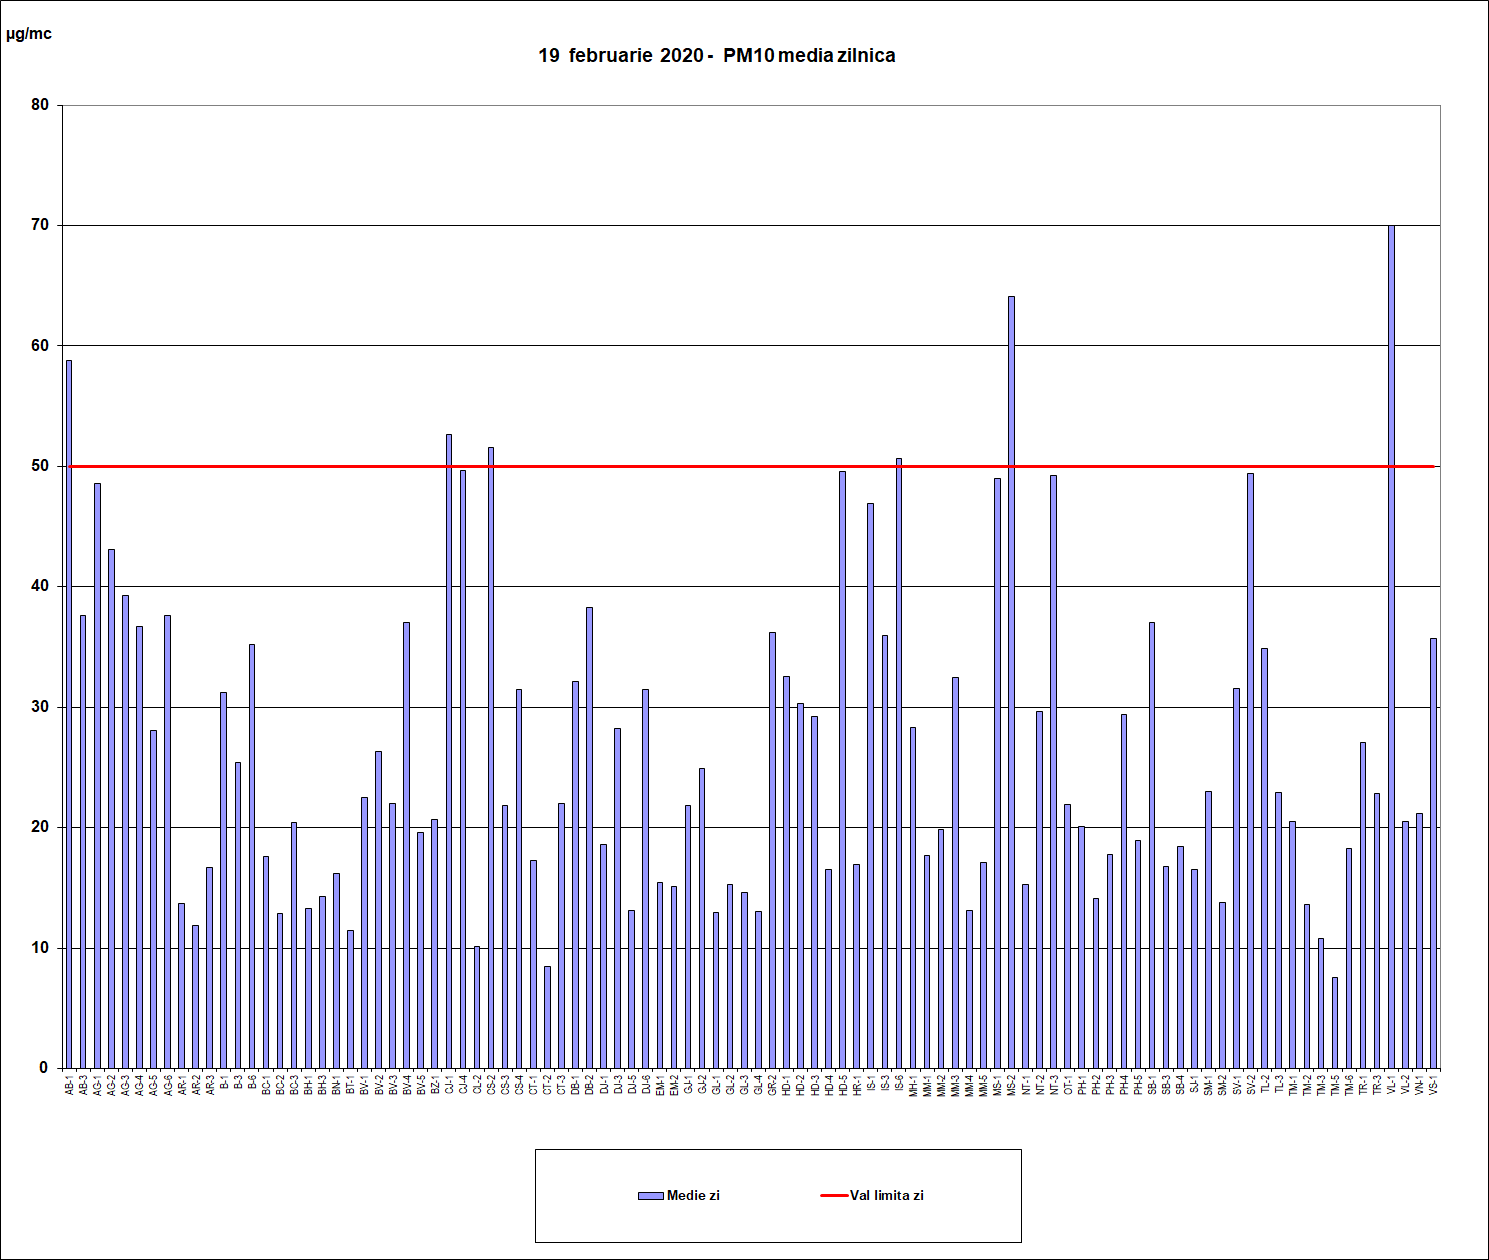 µg/mc
19 februarie 2020 - PM10 media zilnica
80
70
60
50
40
30
20
10
0
AB-1 AB-3 AG-1 AG-2 AG-3 AG-4 AG-5 AG-6 AR-1 AR-2 AR-3 B-1 B-3 B-6 BC-1 BC-2 BC-3 BH-1 BH-3 BN-1 BT-1 BV-1 BV-2 BV-3 BV-4 BV-5 BZ-1 CJ-1 CJ-4 CL-2 CS-2 CS-3 CS-4 CT-1 CT-2 CT-3 DB-1 DB-2 DJ-1 DJ-3 DJ-5 DJ-6 EM-1 EM-2 GJ-1 GJ-2 GL-1 GL-2 GL-3 GL-4 GR-2 HD-1 HD-2 HD-3 HD-4 HD-5 HR-1 IS-1 IS-3 IS-6 MH-1 MM-1 MM-2 MM-3 MM-4 MM-5 MS-1 MS-2 NT-1 NT-2 NT-3 OT-1 PH-1 PH-2 PH-3 PH-4 PH-5 SB-1 SB-3 SB-4 SJ-1 SM-1 SM-2 SV-1 SV-2 TL-2 TL-3 TM-1 TM-2 TM-3 TM-5 TM-6 TR-1 TR-3 VL-1 VL-2 VN-1 VS-1
Medie zi
Val limita zi